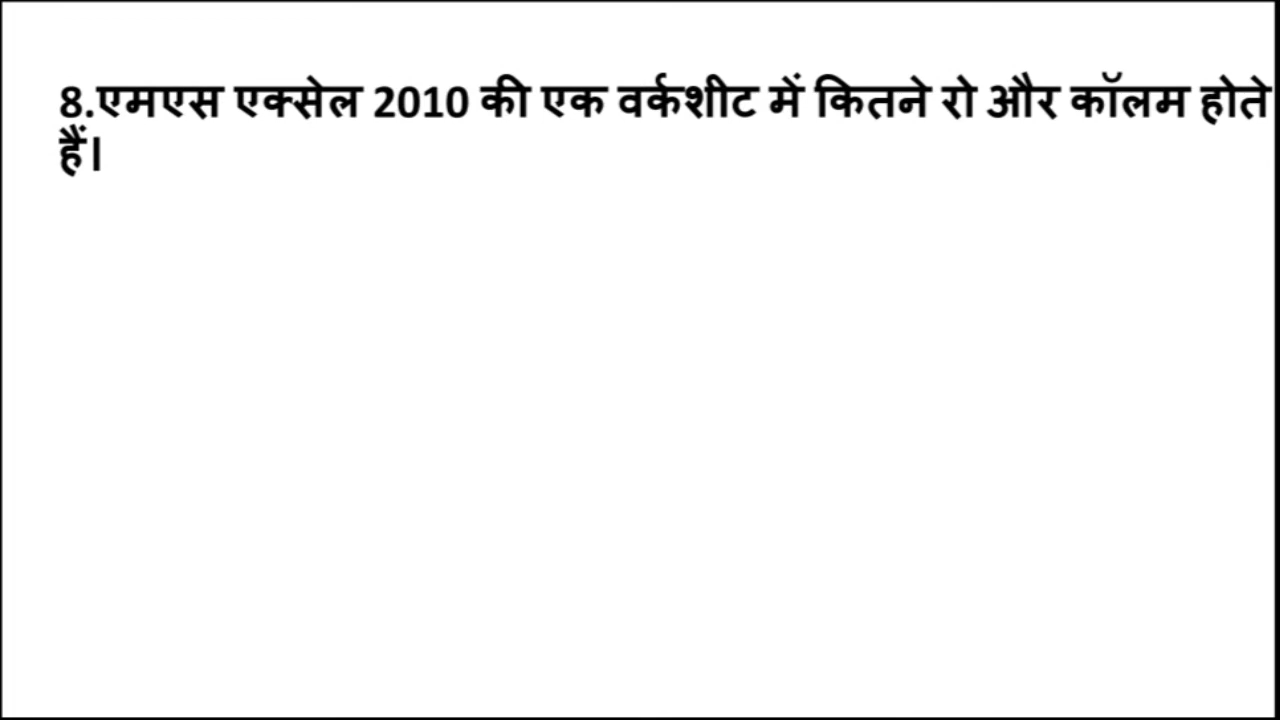 8.एमएस एक्सेल 2010 की एक वर्कशीट में कितने रो और कॉलम होते
हैं।